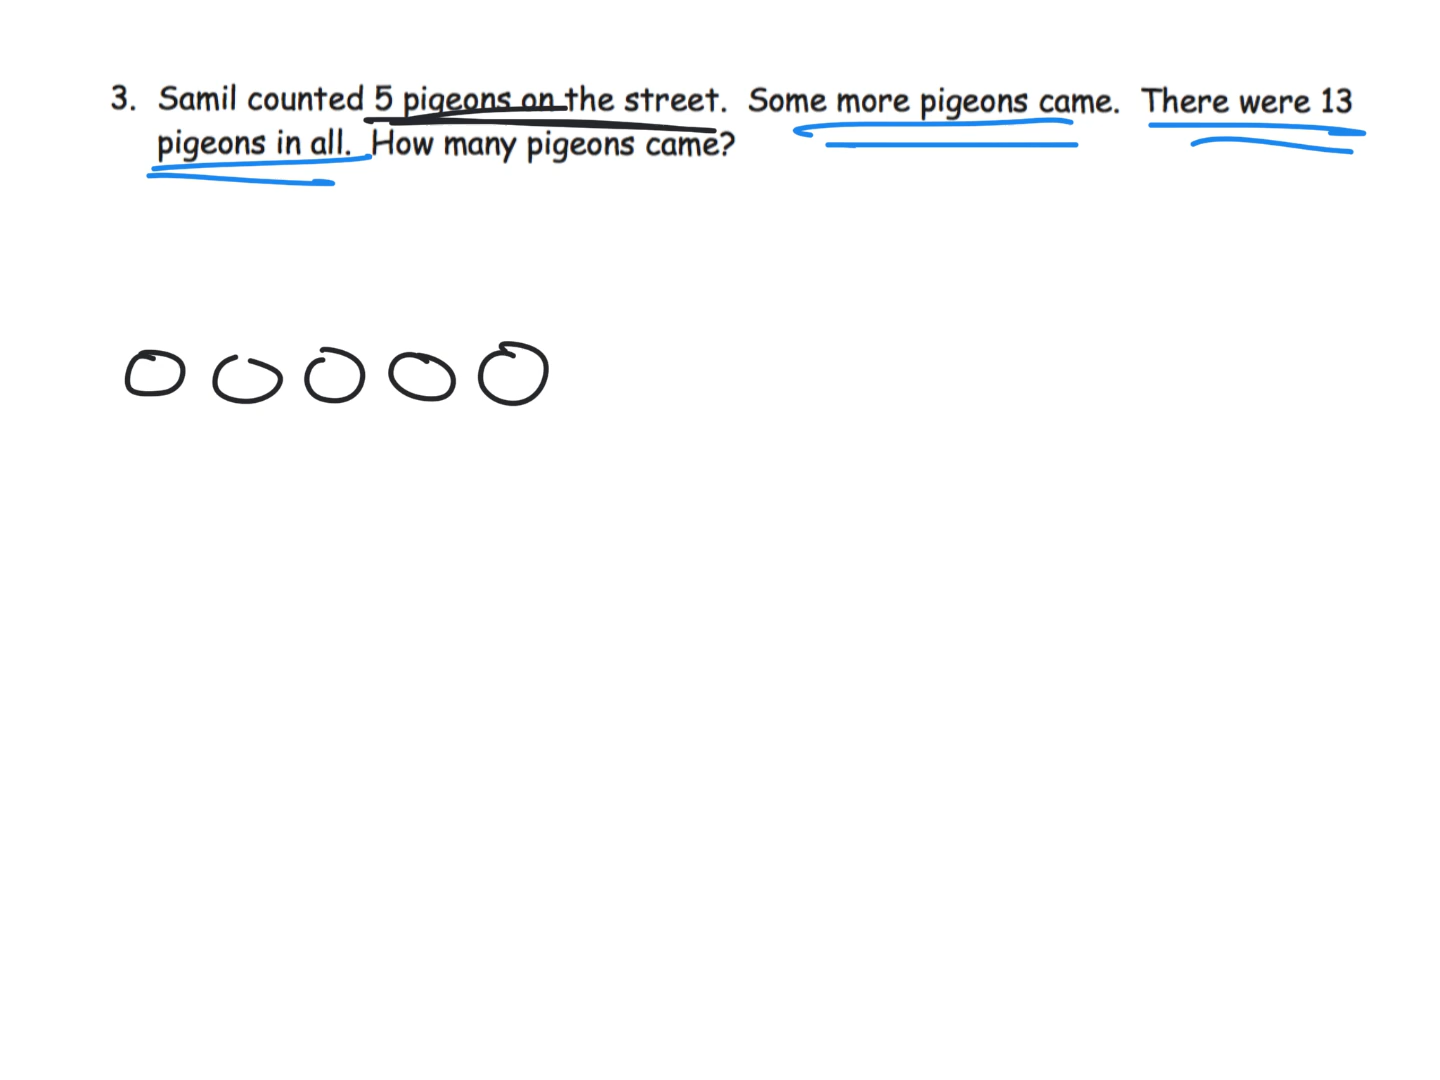 3. Samil counted 5 pigeons on the street. Some more pigeons came. There were 13
pigeons in all. How many pigeons came?